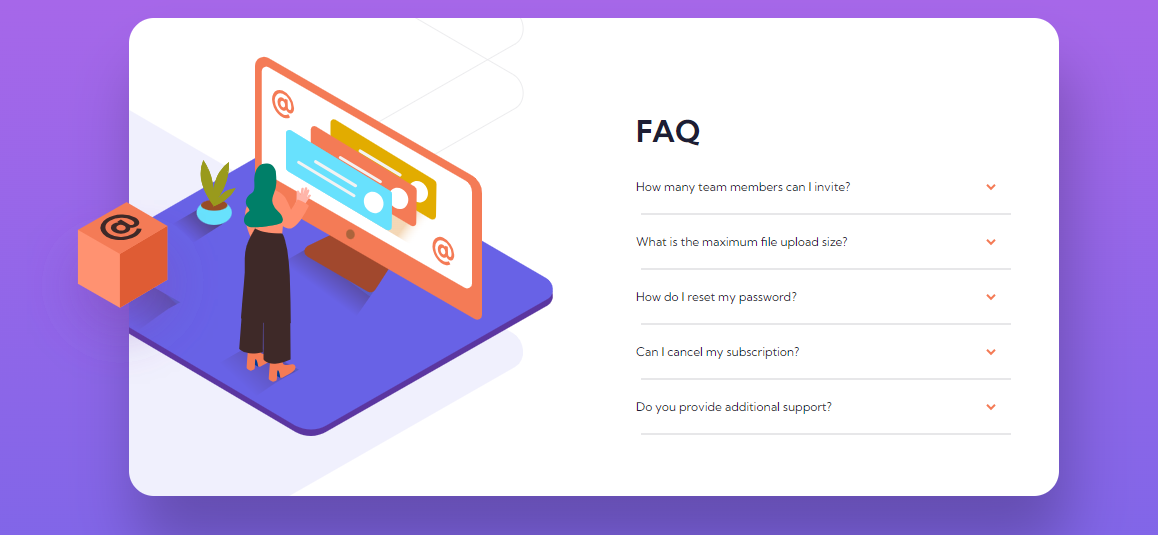 @
@
@
FAQ
How many team members can I invite?
What is the maximum file upload size?
How do I reset my password?
Can I cancel my subscription?
Do you provide additional support?